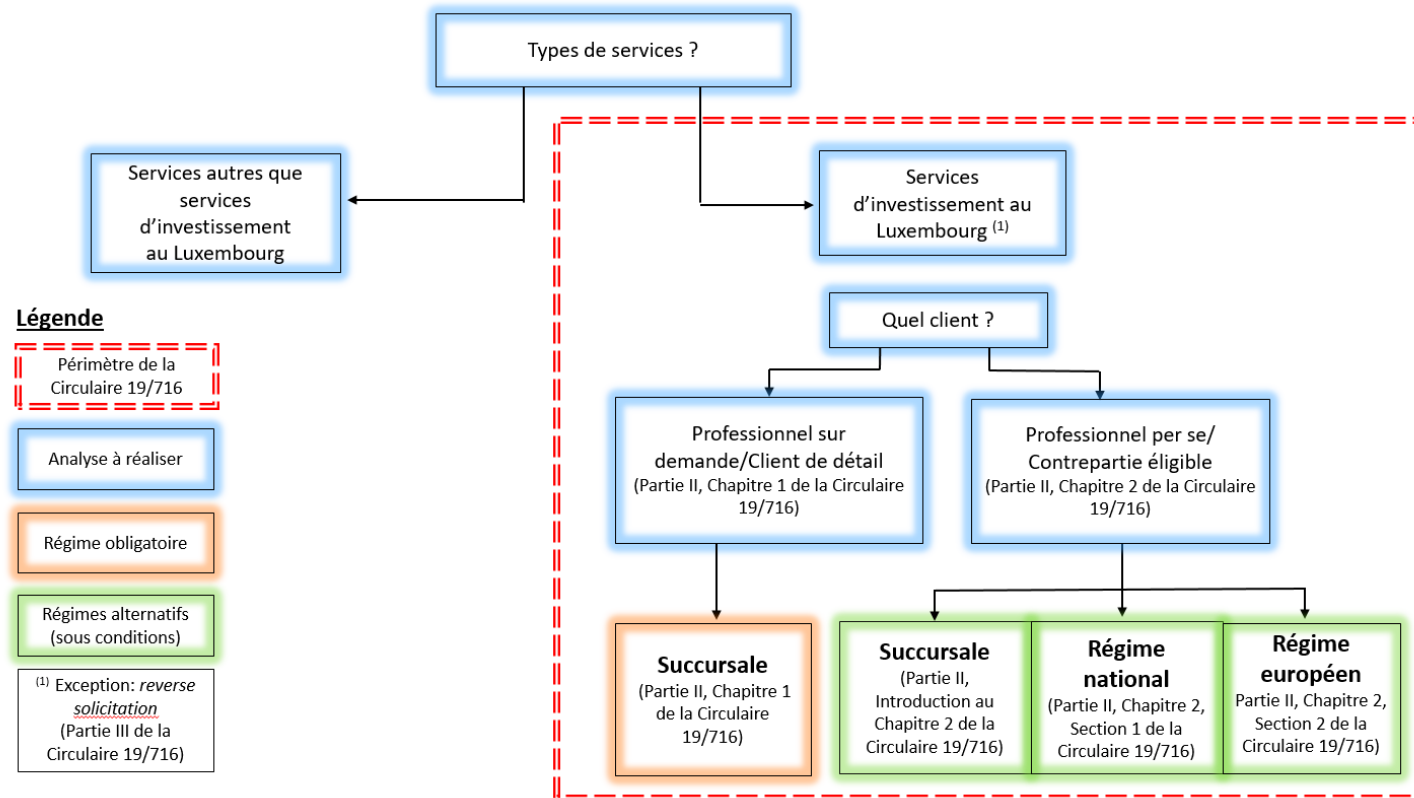 Types de services ?
Services autres que
services
d’investissement
au Luxembourg
Services
d’investissement au
Luxembourg (1)
Quel client ?
Légende
Périmètre de la
Circulaire 19/716
Analyse à réaliser
Régime obligatoire
Régimes alternatifs
(sous conditions)
(1) Exception: reverse
solicitation
(Partie III de la
Circulaire 19/716)
Professionnel sur
demande/Client de détail
(Partie II, Chapitre 1 de la Circulaire
19/716)
Professionnel per se/
Contrepartie éligible
(Partie II, Chapitre 2 de la Circulaire
19/716)
Succursale
(Partie II, Chapitre 1
de la Circulaire
19/716)
Succursale
(Partie II,
Introduction au
Chapitre 2 de la
Circulaire 19/716)
Régime
national
(Partie II, Chapitre 2,
Section 1 de la
Circulaire 19/716)
Régime
européen
Partie II, Chapitre 2,
Section 2 de la
Circulaire 19/716)